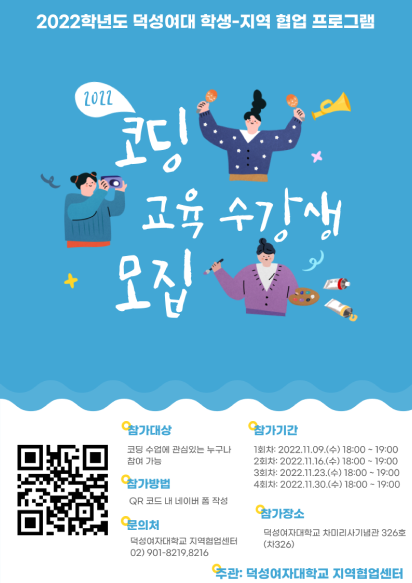 2022학년도 덕성여대 학생-지역 협업 프로그램
2022
코딩
교육 수강생
모집
참가대상
코딩 수업에 관심있는 누구나
참여 가능
참가방법
QR 코드 내 네이버 폼 작성
문의처
덕성여자대학교 지역협업센터
02) 901-8219,8216
참가기간
1회차: 2022.11.09.(수) 18:00 ~ 19:00
2회차: 2022.11.16.(수) 18:00 ~ 19:00
3회차: 2022.11.23.(수) 18:00 ~ 19:00
4회차: 2022.11.30.(수) 18:00 ~ 19:00
참가장소
덕성여자대학교 차미리사기념관 326호
(차326)
주관: 덕성여자대학교 지역협업센터